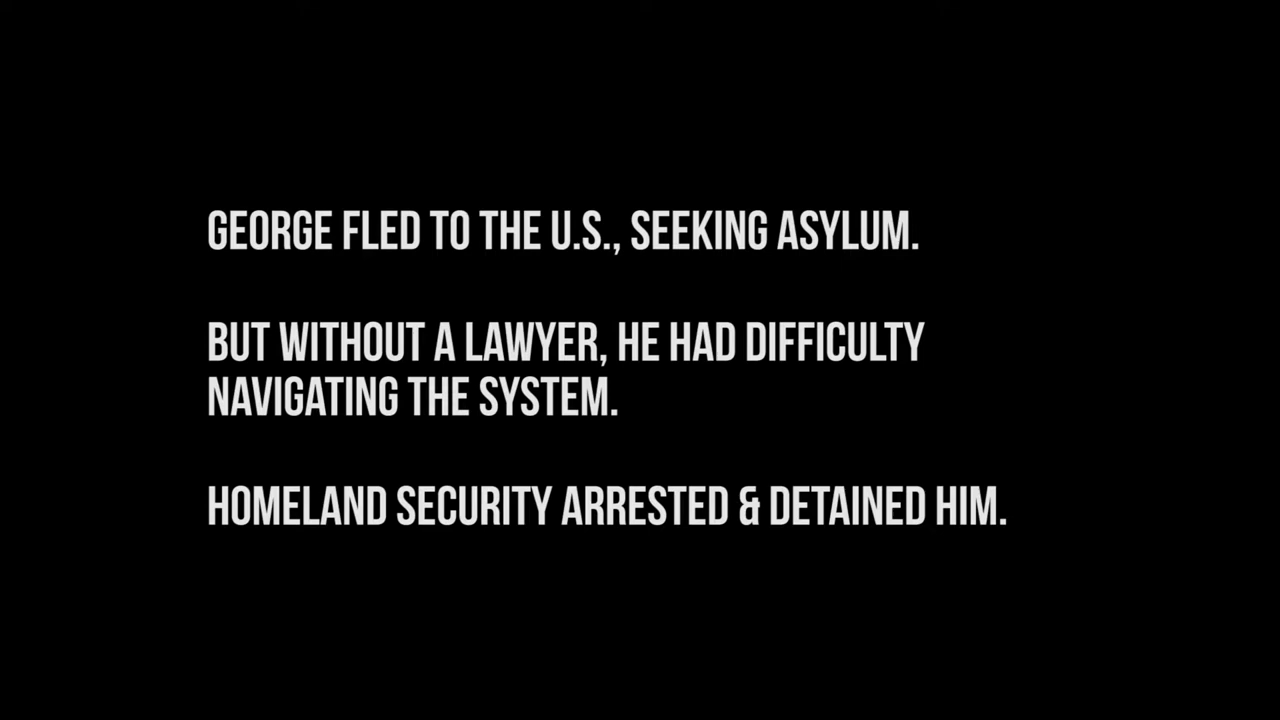 GEORGE FLED TO THE U.S., SEEKING ASYLUM.
BUT WITHOUT A LAWYER, HE HAD DIFFICULTY
NAVIGATING THE SYSTEM.
HOMELAND SECURITY ARRESTED & DETAINED HIM.